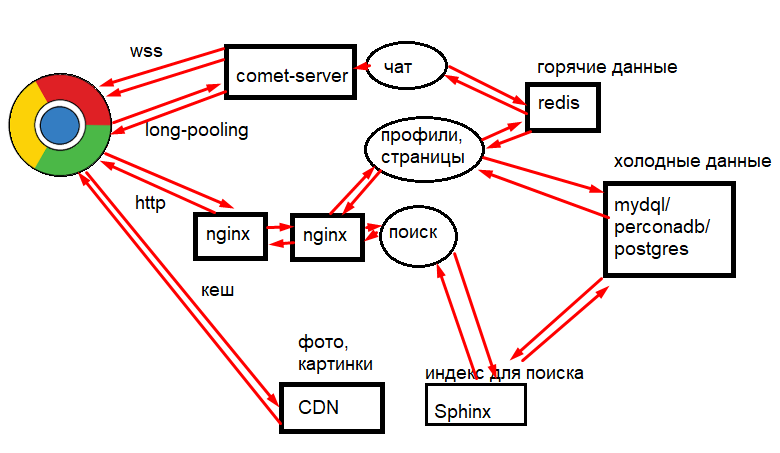 wss
comet-server
чат
горячие данные
redis
long-pooling
профили,
страницы
холодные данные
http
mydql/
perconadb/
postgres
nginx
nginx
поиск
кеш
фото,
картинки
CDN
индекс для поиска
Sphinx